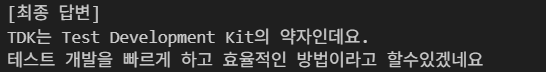 [최종 답변]
TDK는 Test Development Kit의 약자인데요.
테스트 개발을 빠르게 하고 효율적인 방법이라고 할수있겠네요